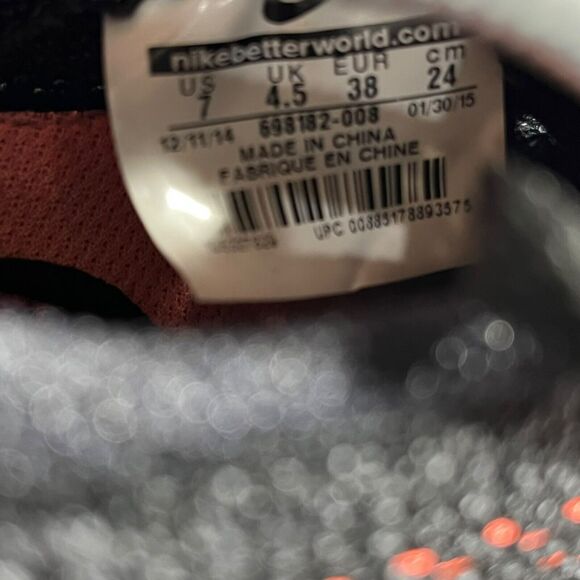 nikebetterworld.com
US UK EUR cm
7 4.5 38 24
12/11/14 698182-008 01/30/15
MADE IN CHINA
FABRIQUE EN CHINE
UPC 00885178893575